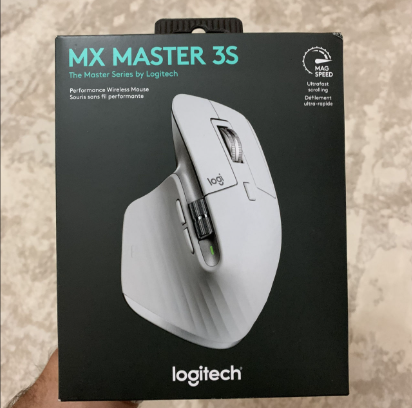 MX MASTER 3S
The Master Series by Logitech
Performance Wireless Mouse
Souris sans fil performante
MAG
SPEED
Ultrafast
scrolling
Défilement
ultra-rapide
logi
logitech